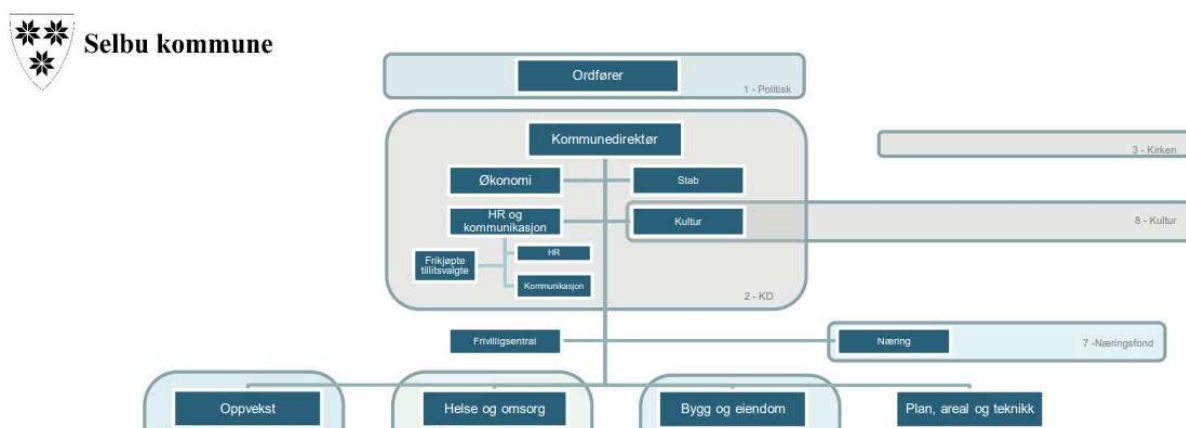 Selbu kommune
Ordfører
1 - Politisk
Kommunedirektør
3 - Kirken
Økonomi
Stab
HR og
kommunikasjon
Kultur
8 - Kultur
Frikjøpte
tillitsvalgte
HR
Kommunikasjon
2 - KD
Frivilligsentral
Næring
7 -Næringsfond
Oppvekst
Helse og omsorg
Bygg og eiendom
Plan, areal og teknikk